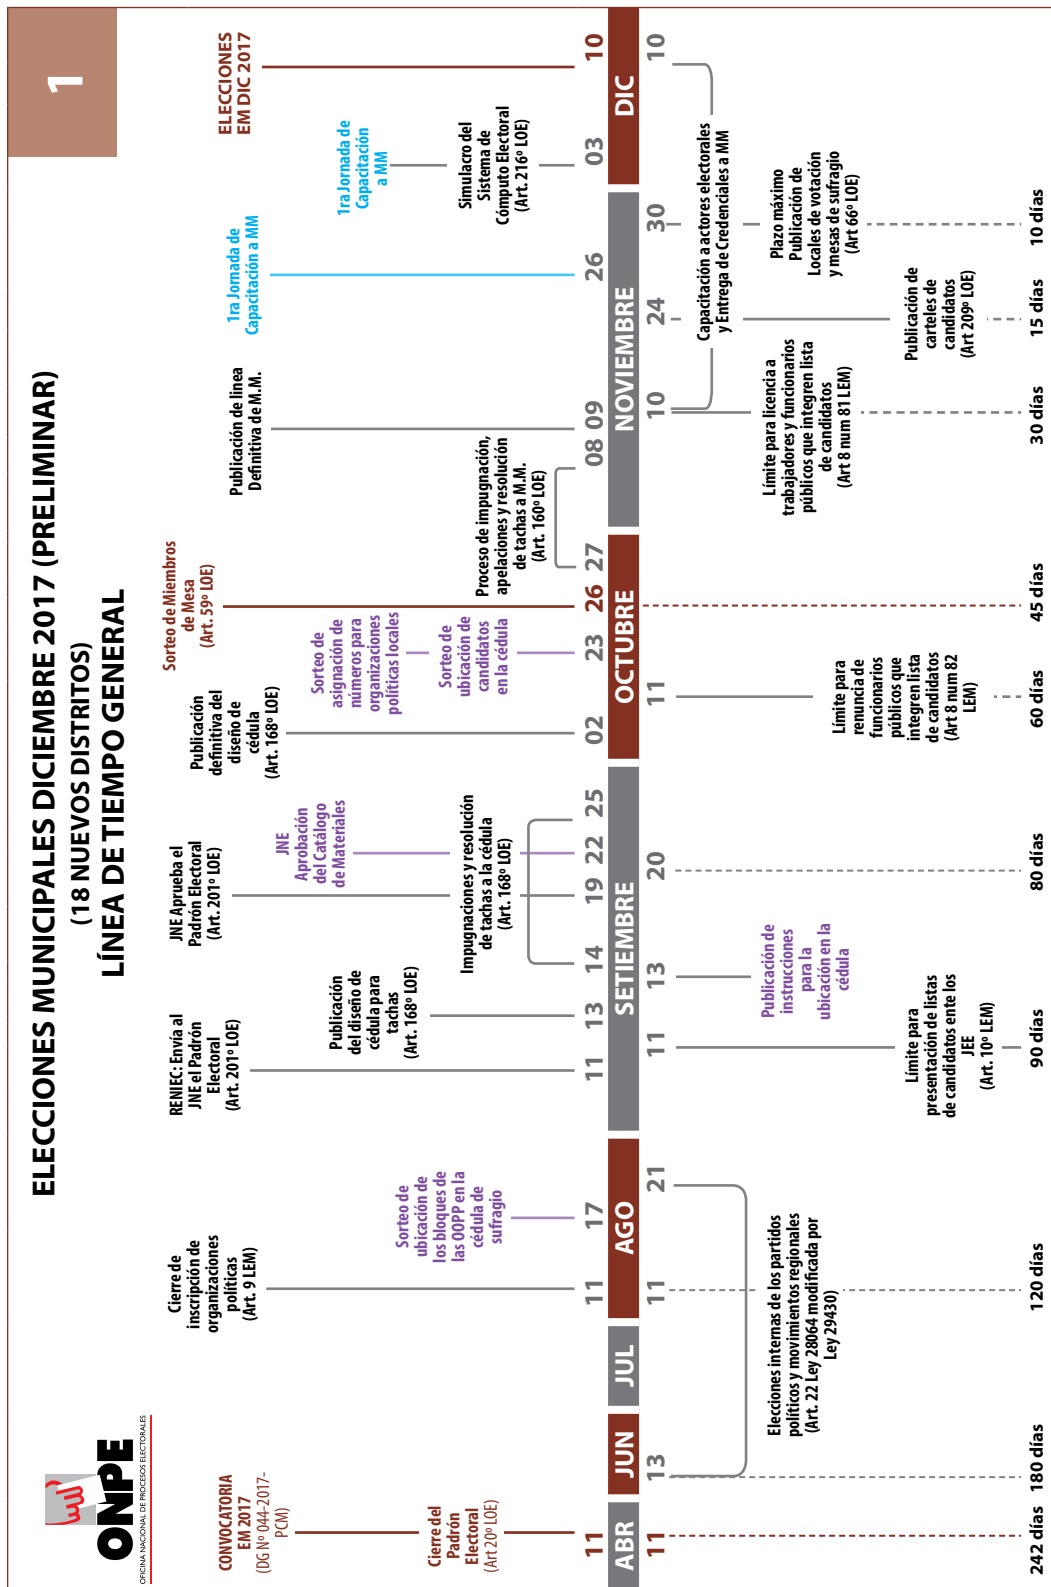 1
ELECCIONES MUNICIPALES DICIEMBRE 2017 (PRELIMINAR)
(18 NUEVOS DISTRITOS)
LÍNEA DE TIEMPO GENERAL
ONPE
OFICINA NACIONAL DE PROCESOS ELECTORALES
CONVOCATORIA
EM 2017
(DG Nº 044-2017-
PCM)
Cierre del
Padrón
Electoral
(Art 20º LOE)
Cierre de
inscripción de
organizaciones
políticas
(Art. 9 LEM)
Sorteo de
ubicación de
los bloques de
las OOPP en la
cédula de
sufragio
RENIEC: Envía al
JNE el Padrón
Electoral
(Art. 201º LOE)
Publicación
del diseño de
cédula para
tachas
(Art. 168º LOE)
JNE Aprueba el
Padrón Electoral
(Art. 201º LOE)
JNE
Aprobación
del Catálogo
de Materiales
Impugnaciones y resolución
de tachas a la cédula
(Art. 168º LOE)
Publicación
definitiva del
diseño de
cédula
(Art. 168º LOE)
Sorteo de
asignación de
números para
organizaciones
políticas locales
Sorteo de
ubicación de
candidatos
en la cédula
Sorteo de Miembros
de Mesa
(Art. 59º LOE)
Proceso de impugnación,
apelaciones y resolución
de tachas a M.M.
(Art. 160º LOE)
Publicación de linea
Definitiva de M.M.
1ra Jornada de
Capacitación a MM
1ra Jornada de
Capacitación
a MM
Simulacro del
Sistema de
Cómputo Electoral
(Art. 216º LOE)
ELECCIONES
EM DIC 2017
11 11 17 11 13 14 19 22 25 02 23 26 27 08 09 26 03 10
ABR JUN JUL AGO SETIEMBRE OCTUBRE NOVIEMBRE DIC
11 13 11 21 11 13 20 11 10 24 30 10
Elecciones internas de los partidos
políticos y movimientos regionales
(Art. 22 Ley 28064 modificada por
Ley 29430)
Límite para
presentación de listas
de candidatos ente los
JEE
(Art. 10º LEM)
Publicación de
instrucciones
para la
ubicación en la
cédula
Límite para
renuncia de
funcionarios
públicos que
integren lista
de candidatos
(Art 8 num 82
LEM)
Límite para licencia a
trabajadores y funcionarios
públicos que integren lista
de candidatos
(Art 8 num 81 LEM)
Capacitación a actores electorales
y Entrega de Credenciales a MM
Publicación de
carteles de
candidatos
(Art 209º LOE)
Plazo máximo
Publicación de
Locales de votación
y mesas de sufragio
(Art 66º LOE)
242 días 180 días 120 días 90 días 80 días 60 días 45 días 30 días 15 días 10 días